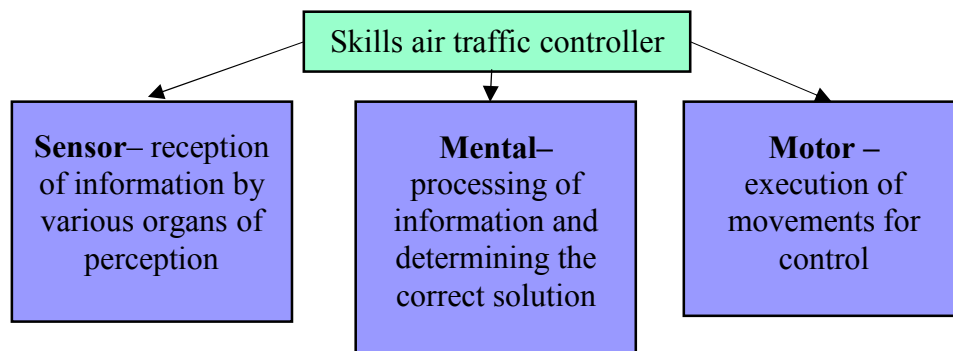 Skills air traffic controller
Sensor– reception
of information by
various organs of
perception
Mental–
processing of
information and
determining the
correct solution
Motor –
execution of
movements for
control